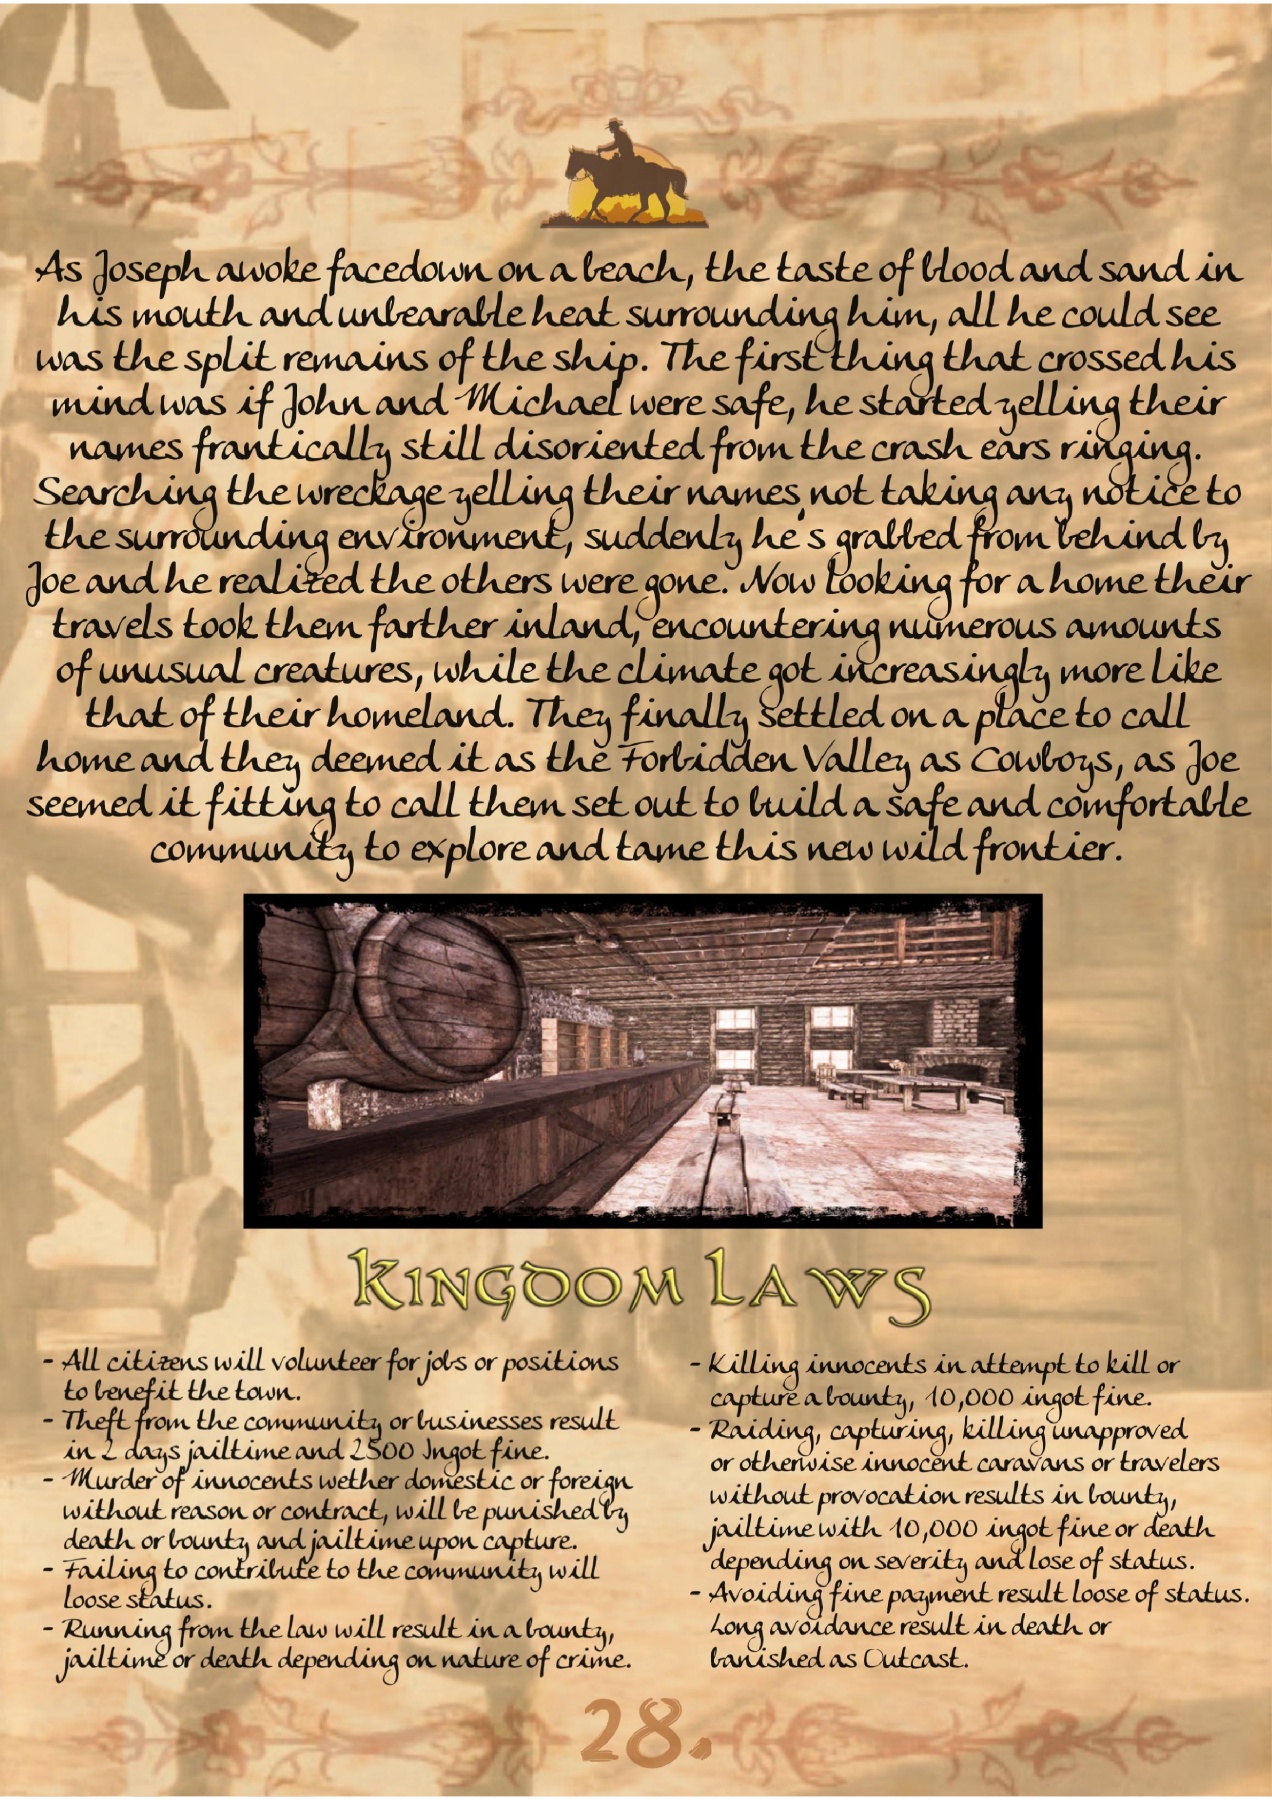 As Joseph awoke facedown on a beach, the taste of blood and sand in
his mouth and unbearable heat surrounding him, all he could see
was the split remains of the ship. The first thing that crossed his
mind was if John and Michael were safe, he started yelling their
names frantically still disoriented from the crash ears ringing.
Searching the wreckage yelling their names not taking any notice to
the surrounding environment, suddenly he's grabbed from behind by
Joe and he realized the others were gone. Now looking for a home their
travels took them farther inland, encountering numerous amounts
of unusual creatures, while the climate got increasingly more like
that of their homeland. They finally settled on a place to call
home and they deemed it as the Forbidden Valley as Cowboys, as Joe
seemed it fitting to call them set out to build a safe and comfortable
community to explore and tame this new wild frontier.
Kingdom Laws
- All citizens will volunteer for jobs or positions
to benefit the town.
- Theft from the community or businesses result
in 2 days jailtime and 2500 Ingot fine.
- Murder of innocents wether domestic or foreign
without reason or contract, will be punished by
death or bounty and jailtime upon capture.
- Failing to contribute to the community will
loose status.
- Running from the law will result in a bounty,
jailtime or death depending on nature of crime.
- Killing innocents in attempt to kill or
capture a bounty, 10,000 ingot fine.
- Raiding, capturing, killing unapproved
or otherwise innocent caravans or travelers
without provocation results in bounty,
jailtime with 10,000 ingot fine or death
depending on severity and lose of status.
- Avoiding fine payment result loose of status.
Long avoidance result in death or
banished as Outcast.
28.